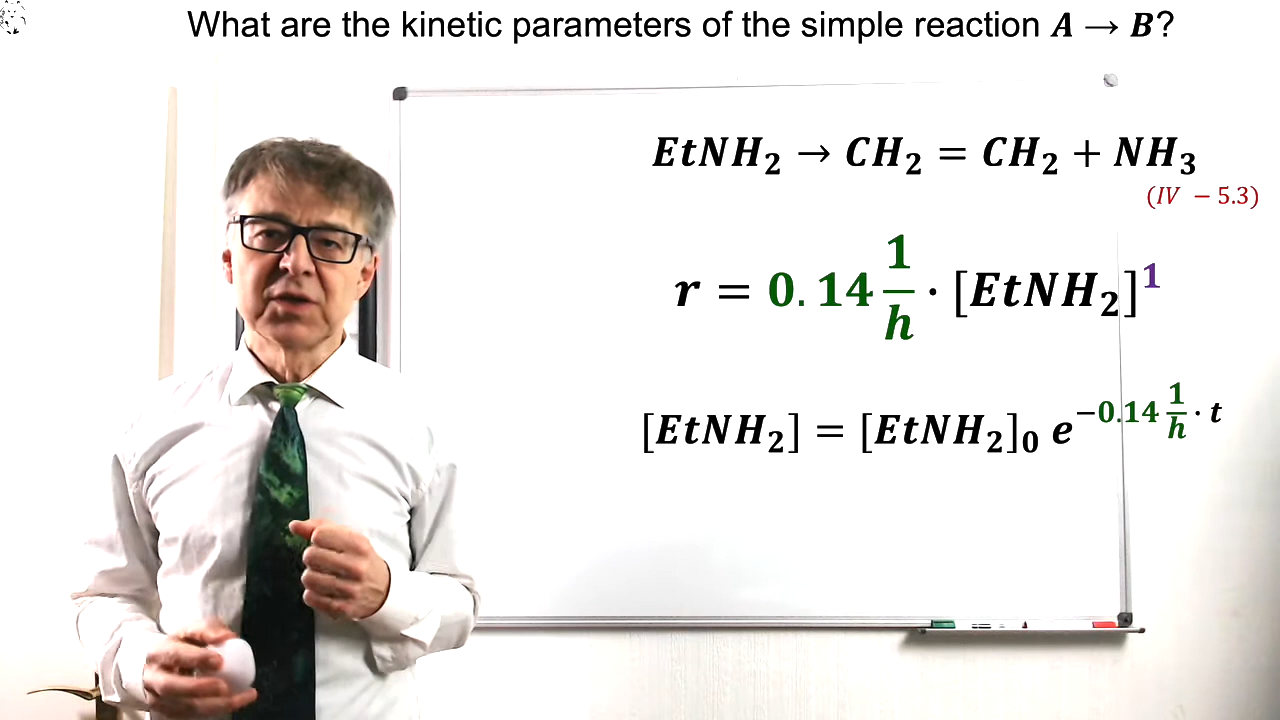 What are the kinetic parameters of the simple reaction A → B?
EtNH₂ → CH₂ = CH₂ + NH₃
(IV − 5.3)
r = 0.14 1/h · [EtNH₂]¹
[EtNH₂] = [EtNH₂]₀ e^(−0.14 1/h · t)